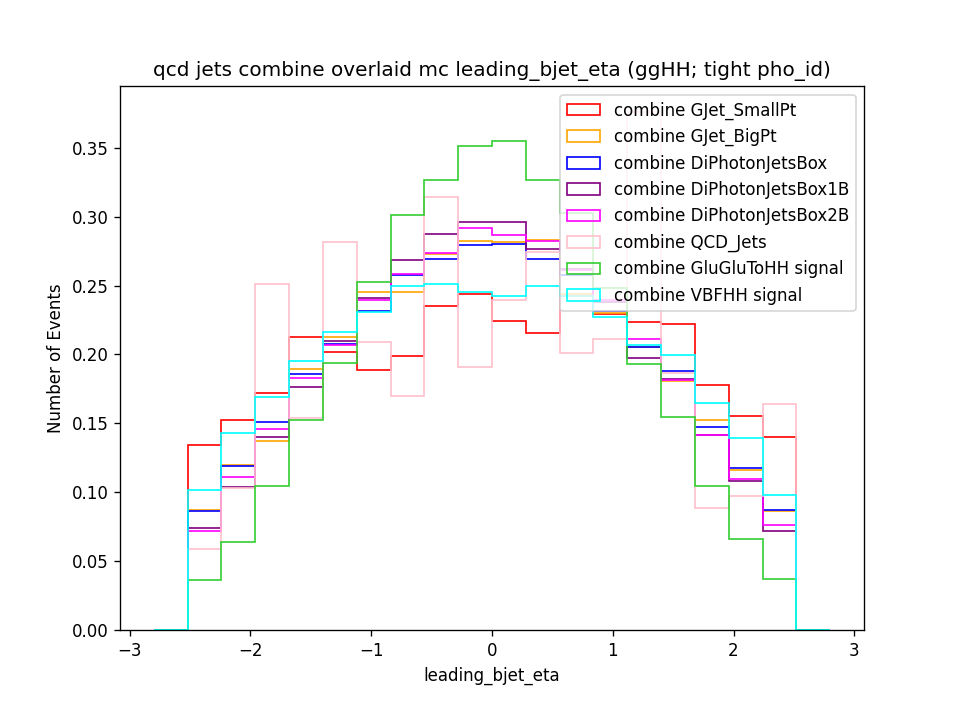 qcd jets combine overlaid mc leading_bjet_eta (ggHH; tight pho_id)
combine GJet_SmallPt
combine GJet_BigPt
combine DiPhotonJetsBox
combine DiPhotonJetsBox1B
combine DiPhotonJetsBox2B
combine QCD_Jets
combine GluGluToHH signal
combine VBFHH signal
Number of Events
0.35
0.30
0.25
0.20
0.15
0.10
0.05
0.00
−3 −2 −1 0 1 2 3
leading_bjet_eta